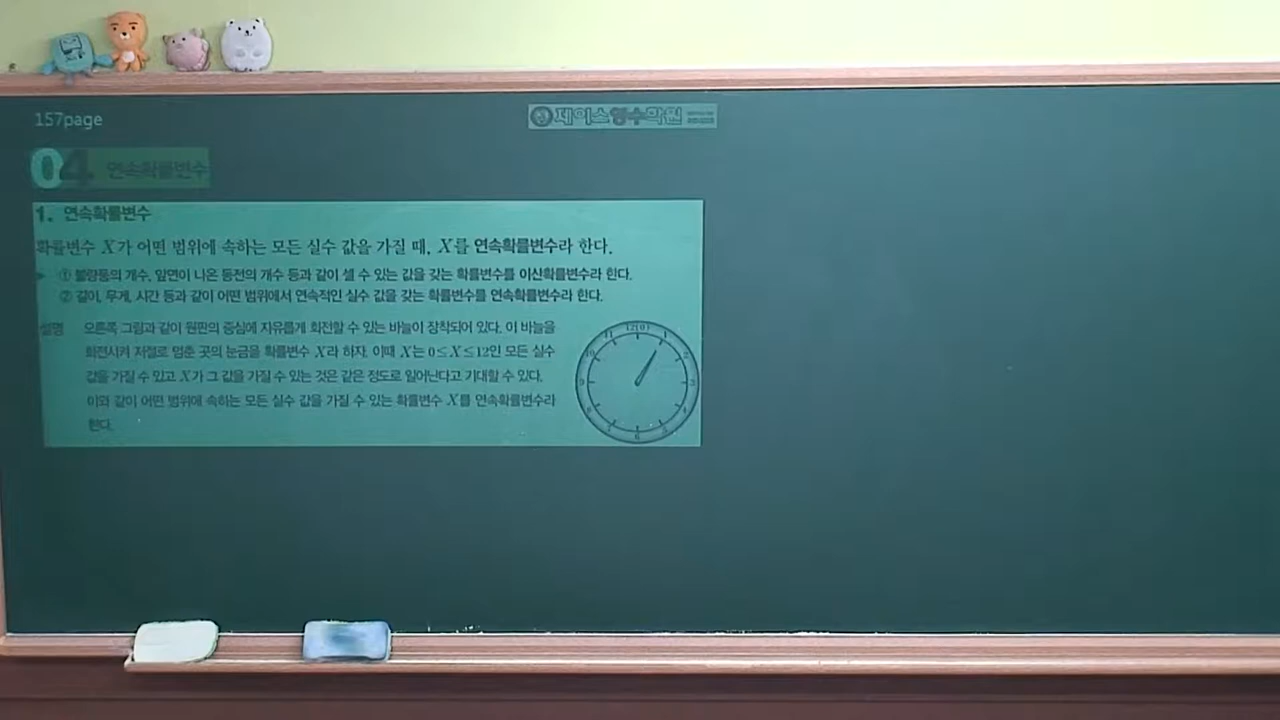 157page
제이스영수학원
04 연속확률변수
1. 연속확률변수
확률변수 X가 어떤 범위에 속하는 모든 실수 값을 가질 때, X를 연속확률변수라 한다.
① 불량품의 개수, 앞면이 나온 동전의 개수 등과 같이 셀 수 있는 값을 갖는 확률변수를 이산확률변수라 한다.
② 길이, 무게, 시간 등과 같이 어떤 범위에서 연속적인 실수 값을 갖는 확률변수를 연속확률변수라 한다.
설명 오른쪽 그림과 같이 원판의 중심에 자유롭게 회전할 수 있는 바늘이 장착되어 있다. 이 바늘을
회전시켜 저절로 멈춘 곳의 눈금을 확률변수 X라 하자. 이때 X는 0≤X≤12인 모든 실수
값을 가질 수 있고 X가 그 값을 가질 수 있는 것은 같은 정도로 일어난다고 기대할 수 있다.
이와 같이 어떤 범위에 속하는 모든 실수 값을 가질 수 있는 확률변수 X를 연속확률변수라
한다.